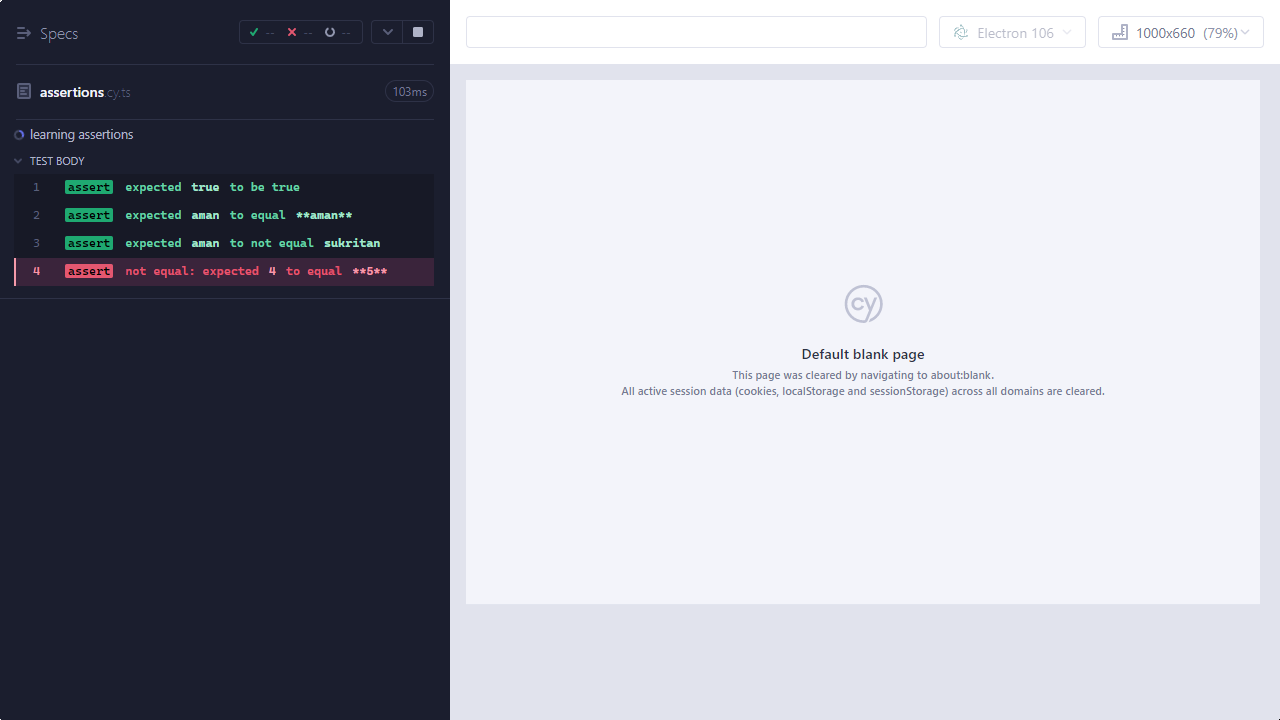 Specs
--
--
--
assertions.cy.ts
103ms
learning assertions
TEST BODY
1 assert expected true to be true
2 assert expected aman to equal **aman**
3 assert expected aman to not equal sukritan
4 assert not equal: expected 4 to equal **5**
Electron 106
1000x660 (79%)
cy
Default blank page
This page was cleared by navigating to about:blank.
All active session data (cookies, localStorage and sessionStorage) across all domains are cleared.